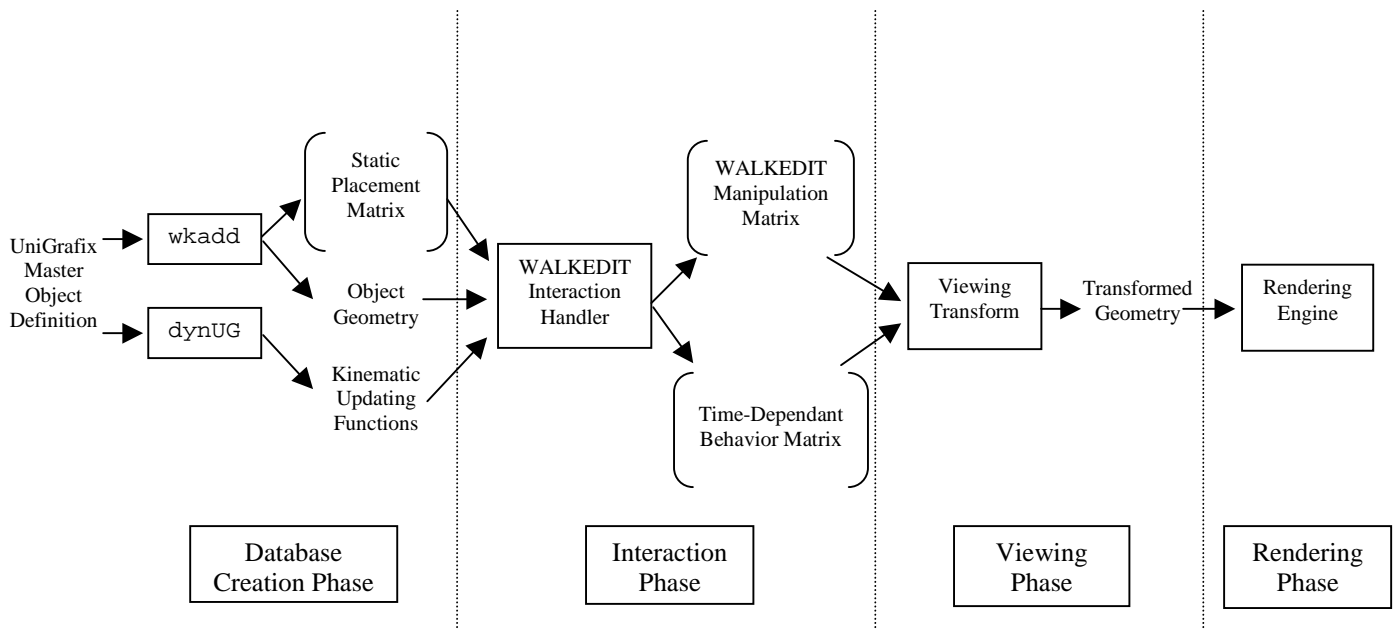 UniGrafix
Master
Object
Definition
wkadd
dynUG
Static
Placement
Matrix
Object
Geometry
Kinematic
Updating
Functions
WALKEDIT
Interaction
Handler
WALKEDIT
Manipulation
Matrix
Time-Dependant
Behavior Matrix
Viewing
Transform
Transformed
Geometry
Rendering
Engine
Database
Creation Phase
Interaction
Phase
Viewing
Phase
Rendering
Phase